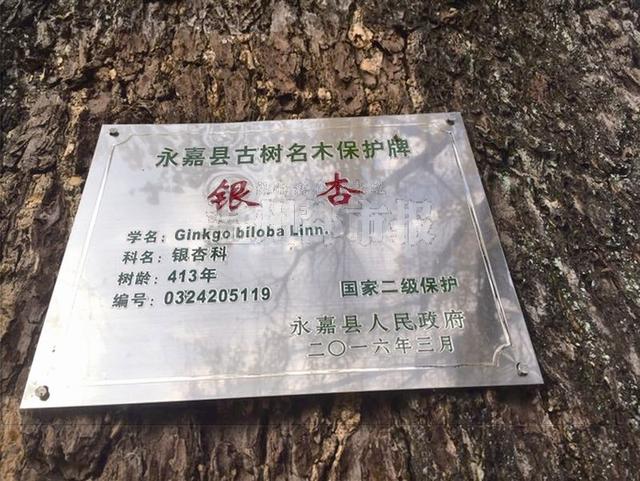 永嘉县古树名木保护牌
银 杏
学名：Ginkgo biloba Linn.
科名：银杏科
树龄：413年
编号：0324205119
国家二级保护
永嘉县人民政府
二〇一六年三月